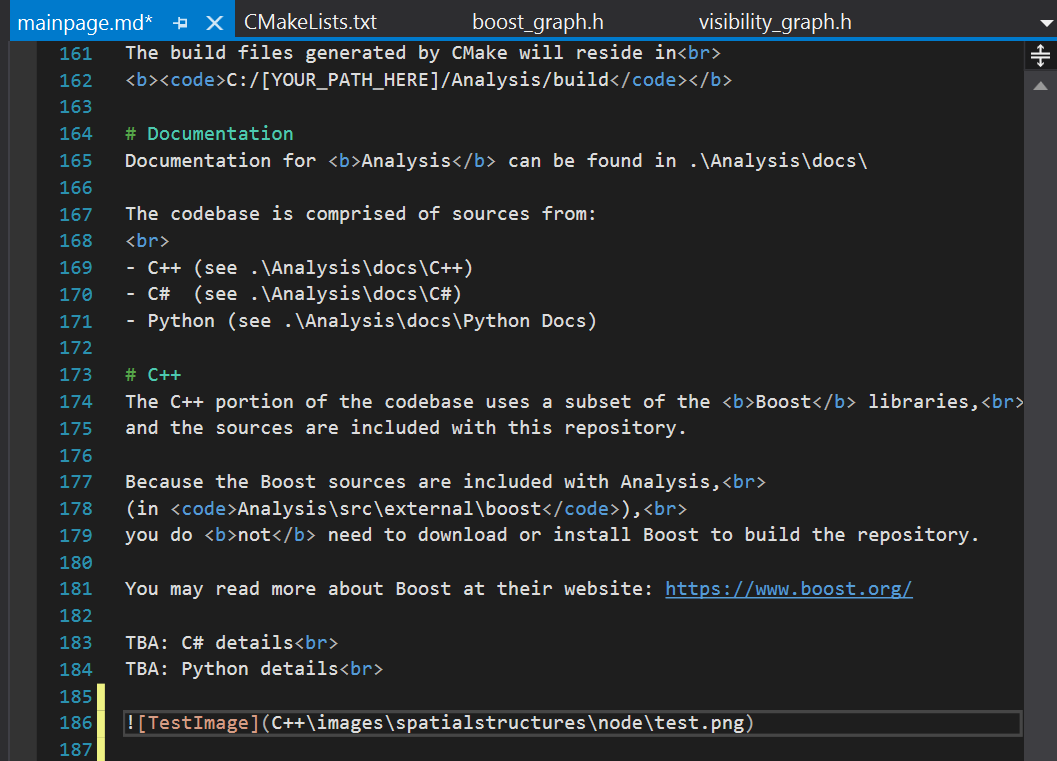 mainpage.md* CMakeLists.txt boost_graph.h visibility_graph.h
161 The build files generated by CMake will reside in<br>
162 <b><code>C:/[YOUR_PATH_HERE]/Analysis/build</code></b>
163
164 # Documentation
165 Documentation for <b>Analysis</b> can be found in .\Analysis\docs\
166
167 The codebase is comprised of sources from:
168 <br>
169 - C++ (see .\Analysis\docs\C++)
170 - C#  (see .\Analysis\docs\C#)
171 - Python (see .\Analysis\docs\Python Docs)
172
173 # C++
174 The C++ portion of the codebase uses a subset of the <b>Boost</b> libraries,<br>
175 and the sources are included with this repository.
176
177 Because the Boost sources are included with Analysis,<br>
178 (in <code>Analysis\src\external\boost</code>),<br>
179 you do <b>not</b> need to download or install Boost to build the repository.
180
181 You may read more about Boost at their website: https://www.boost.org/
182
183 TBA: C# details<br>
184 TBA: Python details<br>
185
186 ![TestImage](C++\images\spatialstructures\node\test.png)
187